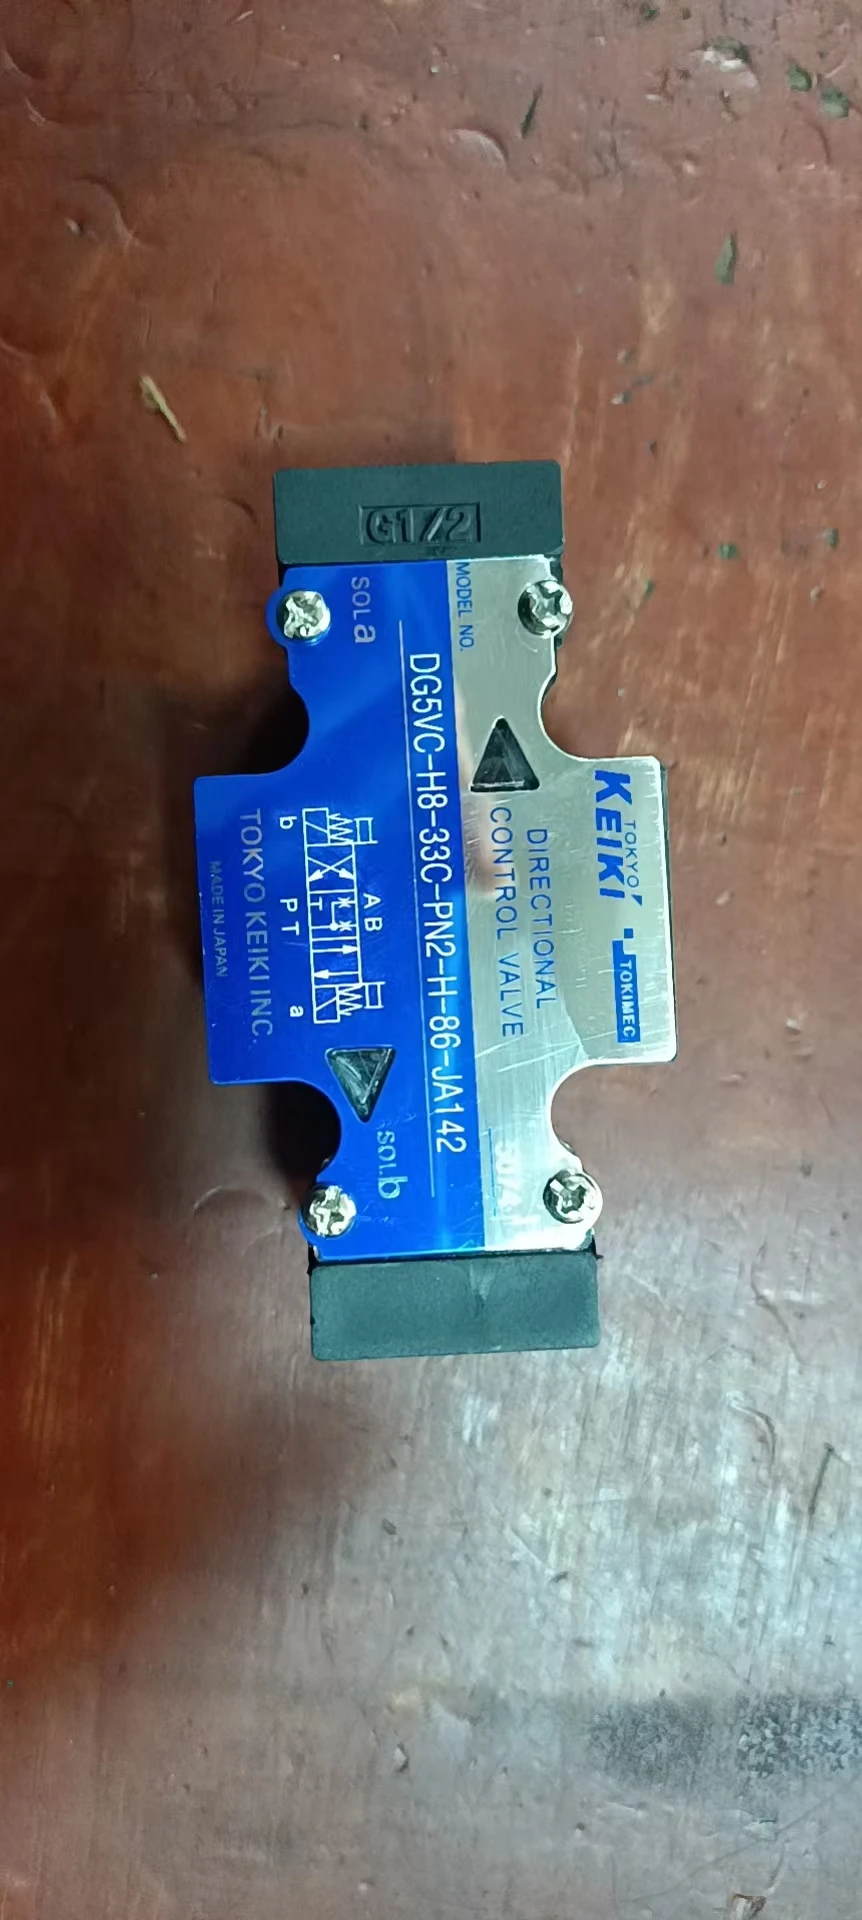 G1/2
TOKYO
KEIKI
TOKIMEC
DIRECTIONAL
CONTROL VALVE
MODEL NO.
DG5VC-H8-33C-PN2-H-86-JA142
SOL a
SOL b
A B
b
P T
a
TOKYO KEIKI INC.
MADE IN JAPAN